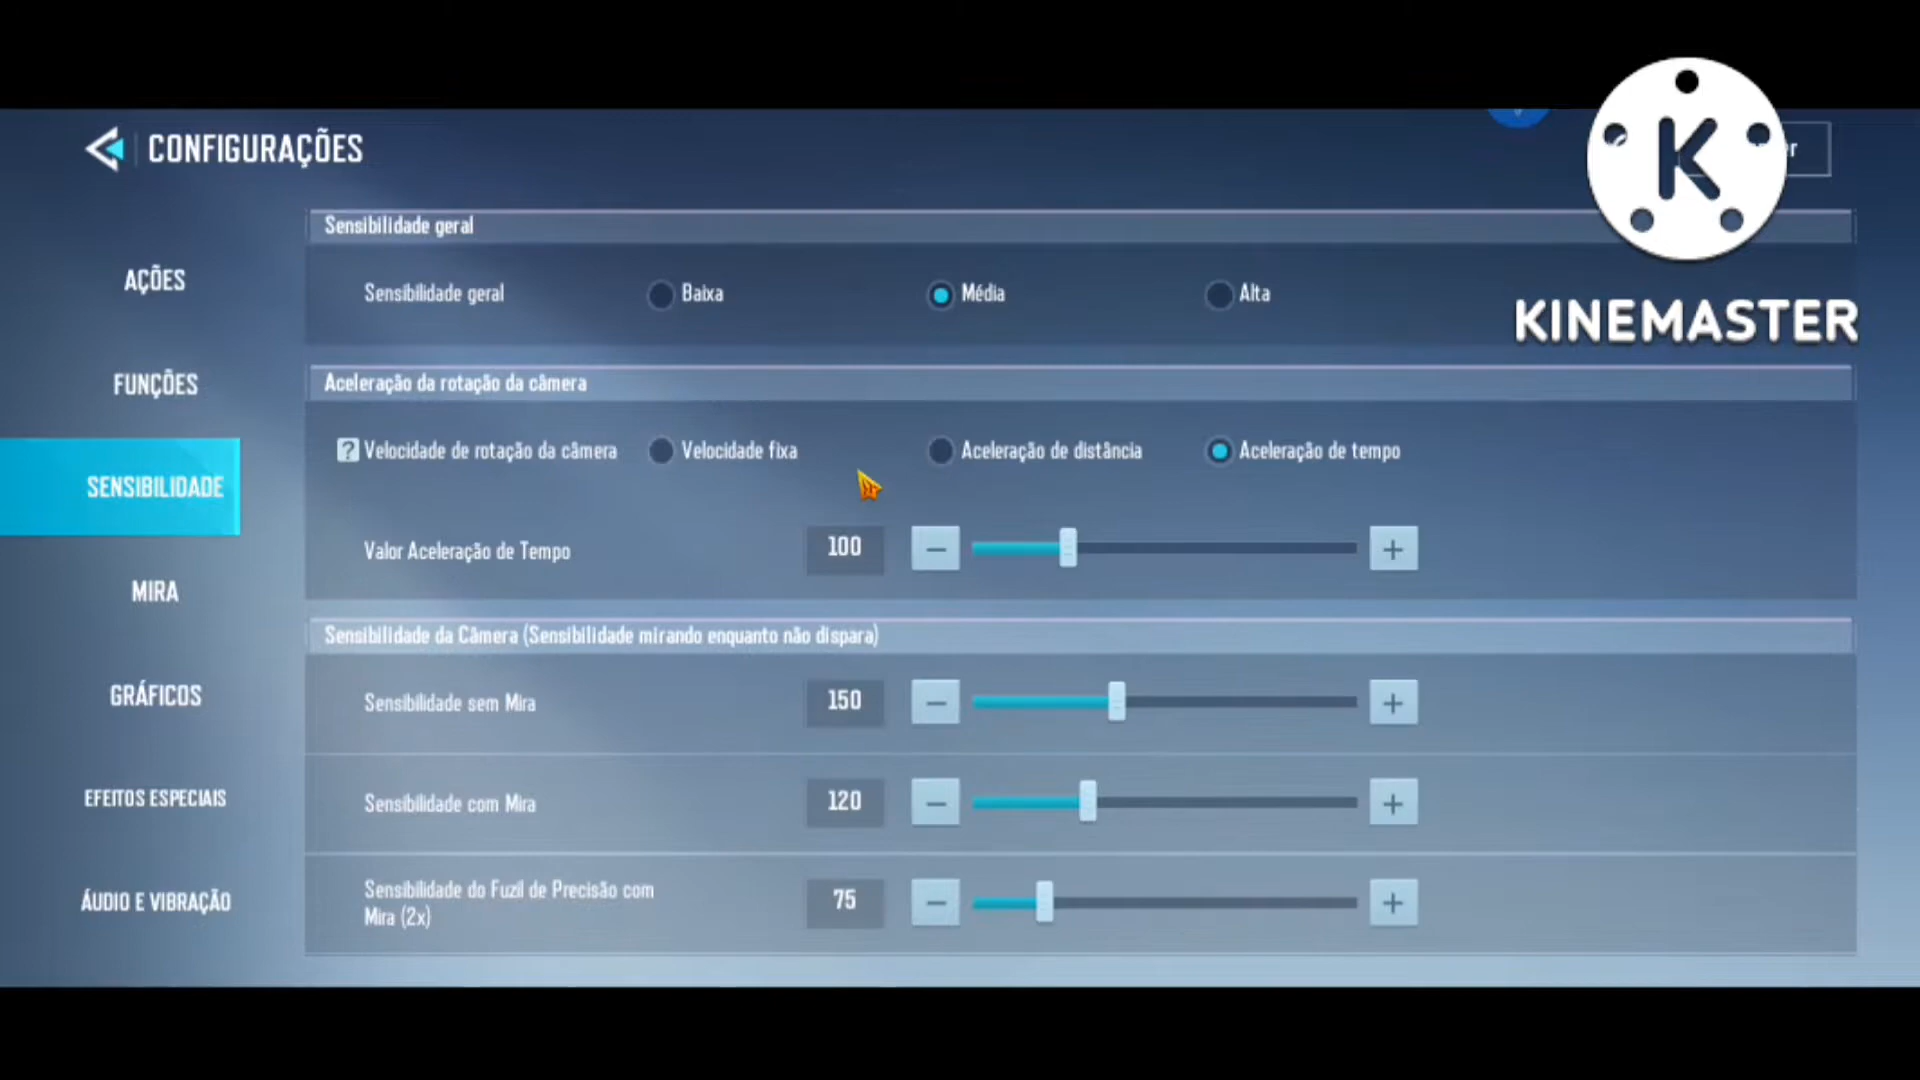 CONFIGURAÇÕES
K
KINEMASTER
AÇÕES
FUNÇÕES
SENSIBILIDADE
MIRA
GRÁFICOS
EFEITOS ESPECIAIS
ÁUDIO E VIBRAÇÃO
Sensibilidade geral
Sensibilidade geral Baixa Média Alta
Aceleração da rotação da câmera
? Velocidade de rotação da câmera Velocidade fixa Aceleração de distância Aceleração de tempo
Valor Aceleração de Tempo 100 − +
Sensibilidade da Câmera (Sensibilidade mirando enquanto não dispara)
Sensibilidade sem Mira 150 − +
Sensibilidade com Mira 120 − +
Sensibilidade do Fuzil de Precisão com
Mira (2x) 75 − +